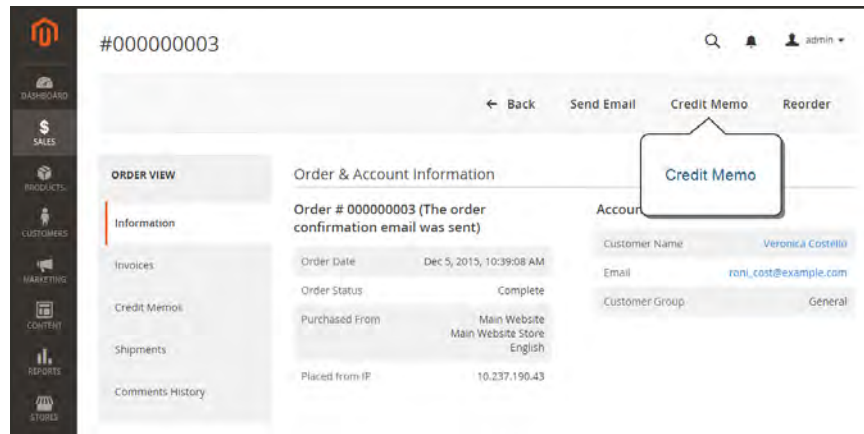 #000000003
admin
DASHBOARD
SALES
PRODUCTS
CUSTOMERS
MARKETING
CONTENT
REPORTS
STORES
← Back Send Email Credit Memo Reorder
Credit Memo
ORDER VIEW
Information
Invoices
Credit Memos
Shipments
Comments History
Order & Account Information
Order # 000000003 (The order
confirmation email was sent)
Order Date Dec 5, 2015, 10:39:08 AM
Order Status Complete
Purchased From Main Website
Main Website Store
English
Placed from IP 10.237.190.43
Accoun
Customer Name Veronica Costello
Email roni_cost@example.com
Customer Group General